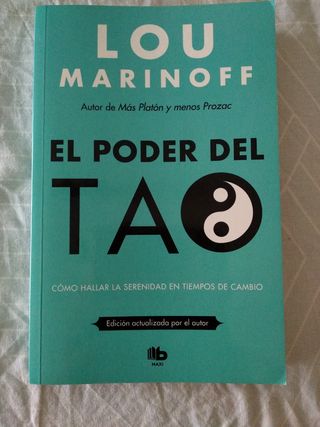 LOU
MARINOFF
Autor de Más Platón y menos Prozac
EL PODER DEL
TAO
CÓMO HALLAR LA SERENIDAD EN TIEMPOS DE CAMBIO
Edición actualizada por el autor
b
MAXI